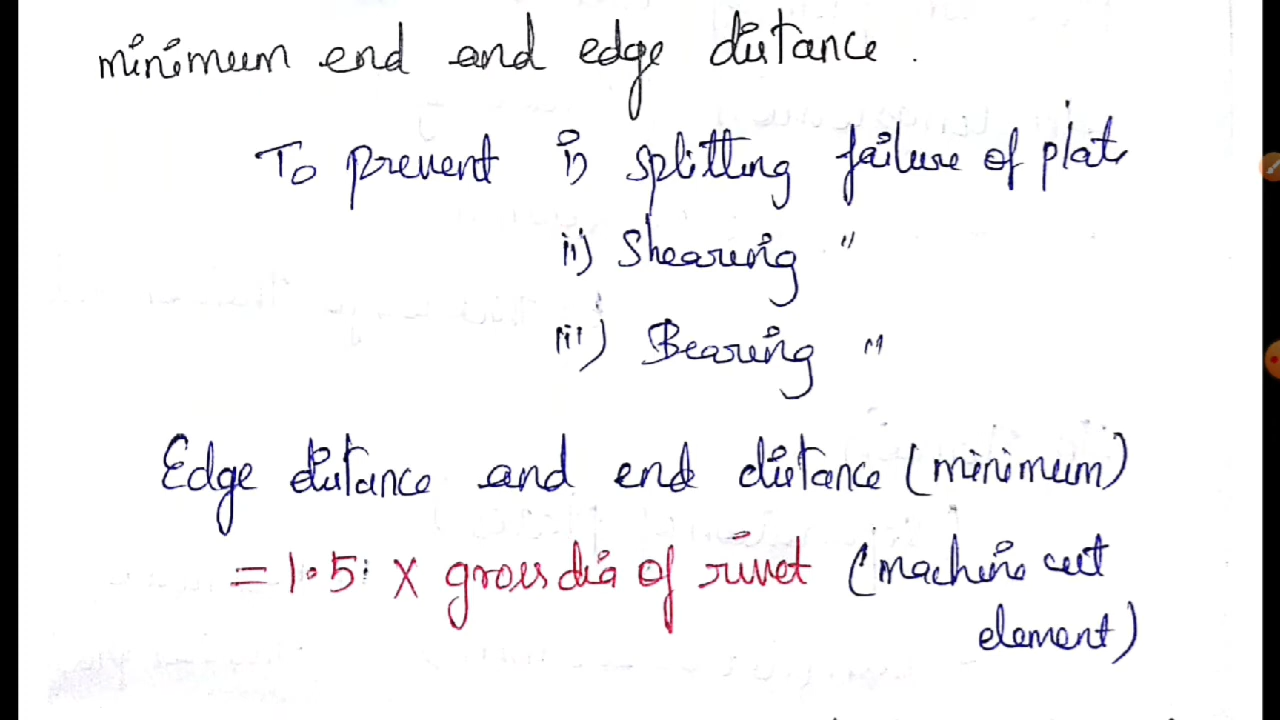 minimum end and edge distance.
To prevent i) splitting failure of plate
ii) Shearing "
iii) Bearing "
Edge distance and end distance (minimum)
= 1.5 x gross dia of rivet (machine cut
element)